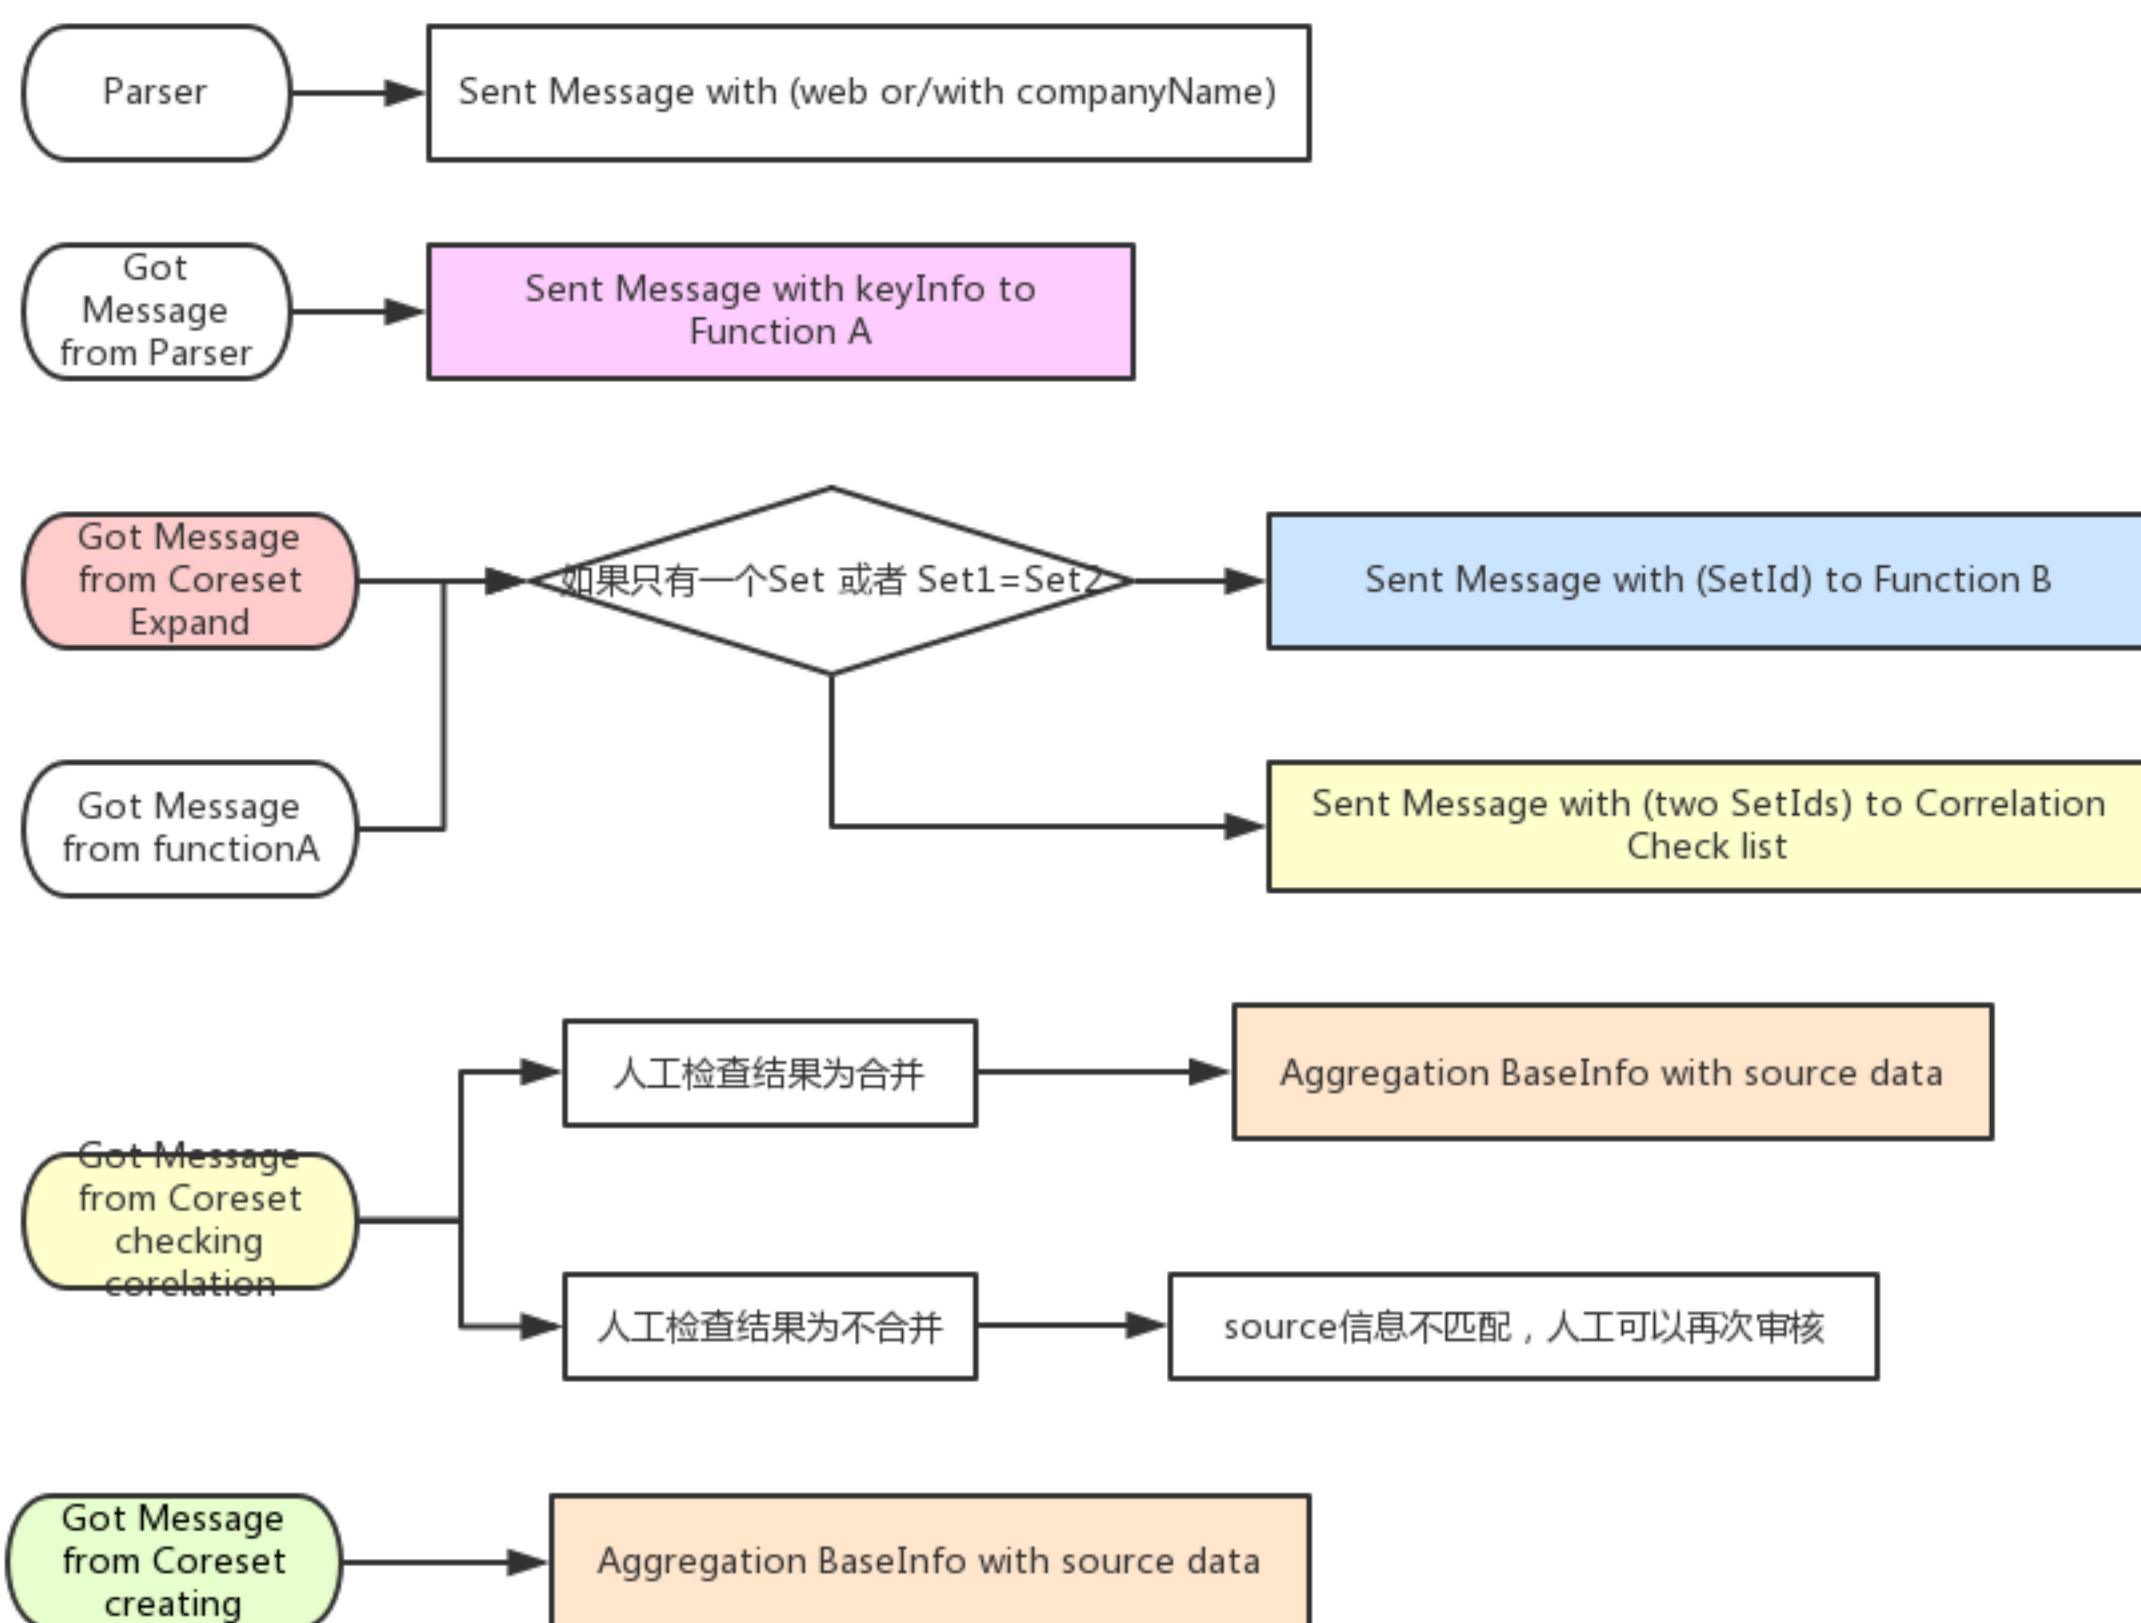 Parser
Sent Message with (web or/with companyName)
Got
Message
from Parser
Sent Message with keyInfo to
Function A
Got Message
from Coreset
Expand
如果只有一个Set 或者 Set1=Set2
Sent Message with (SetId) to Function B
Got Message
from functionA
Sent Message with (two SetIds) to Correlation
Check list
人工检查结果为合并
Aggregation BaseInfo with source data
Got Message
from Coreset
checking
corelation
人工检查结果为不合并
source信息不匹配，人工可以再次审核
Got Message
from Coreset
creating
Aggregation BaseInfo with source data